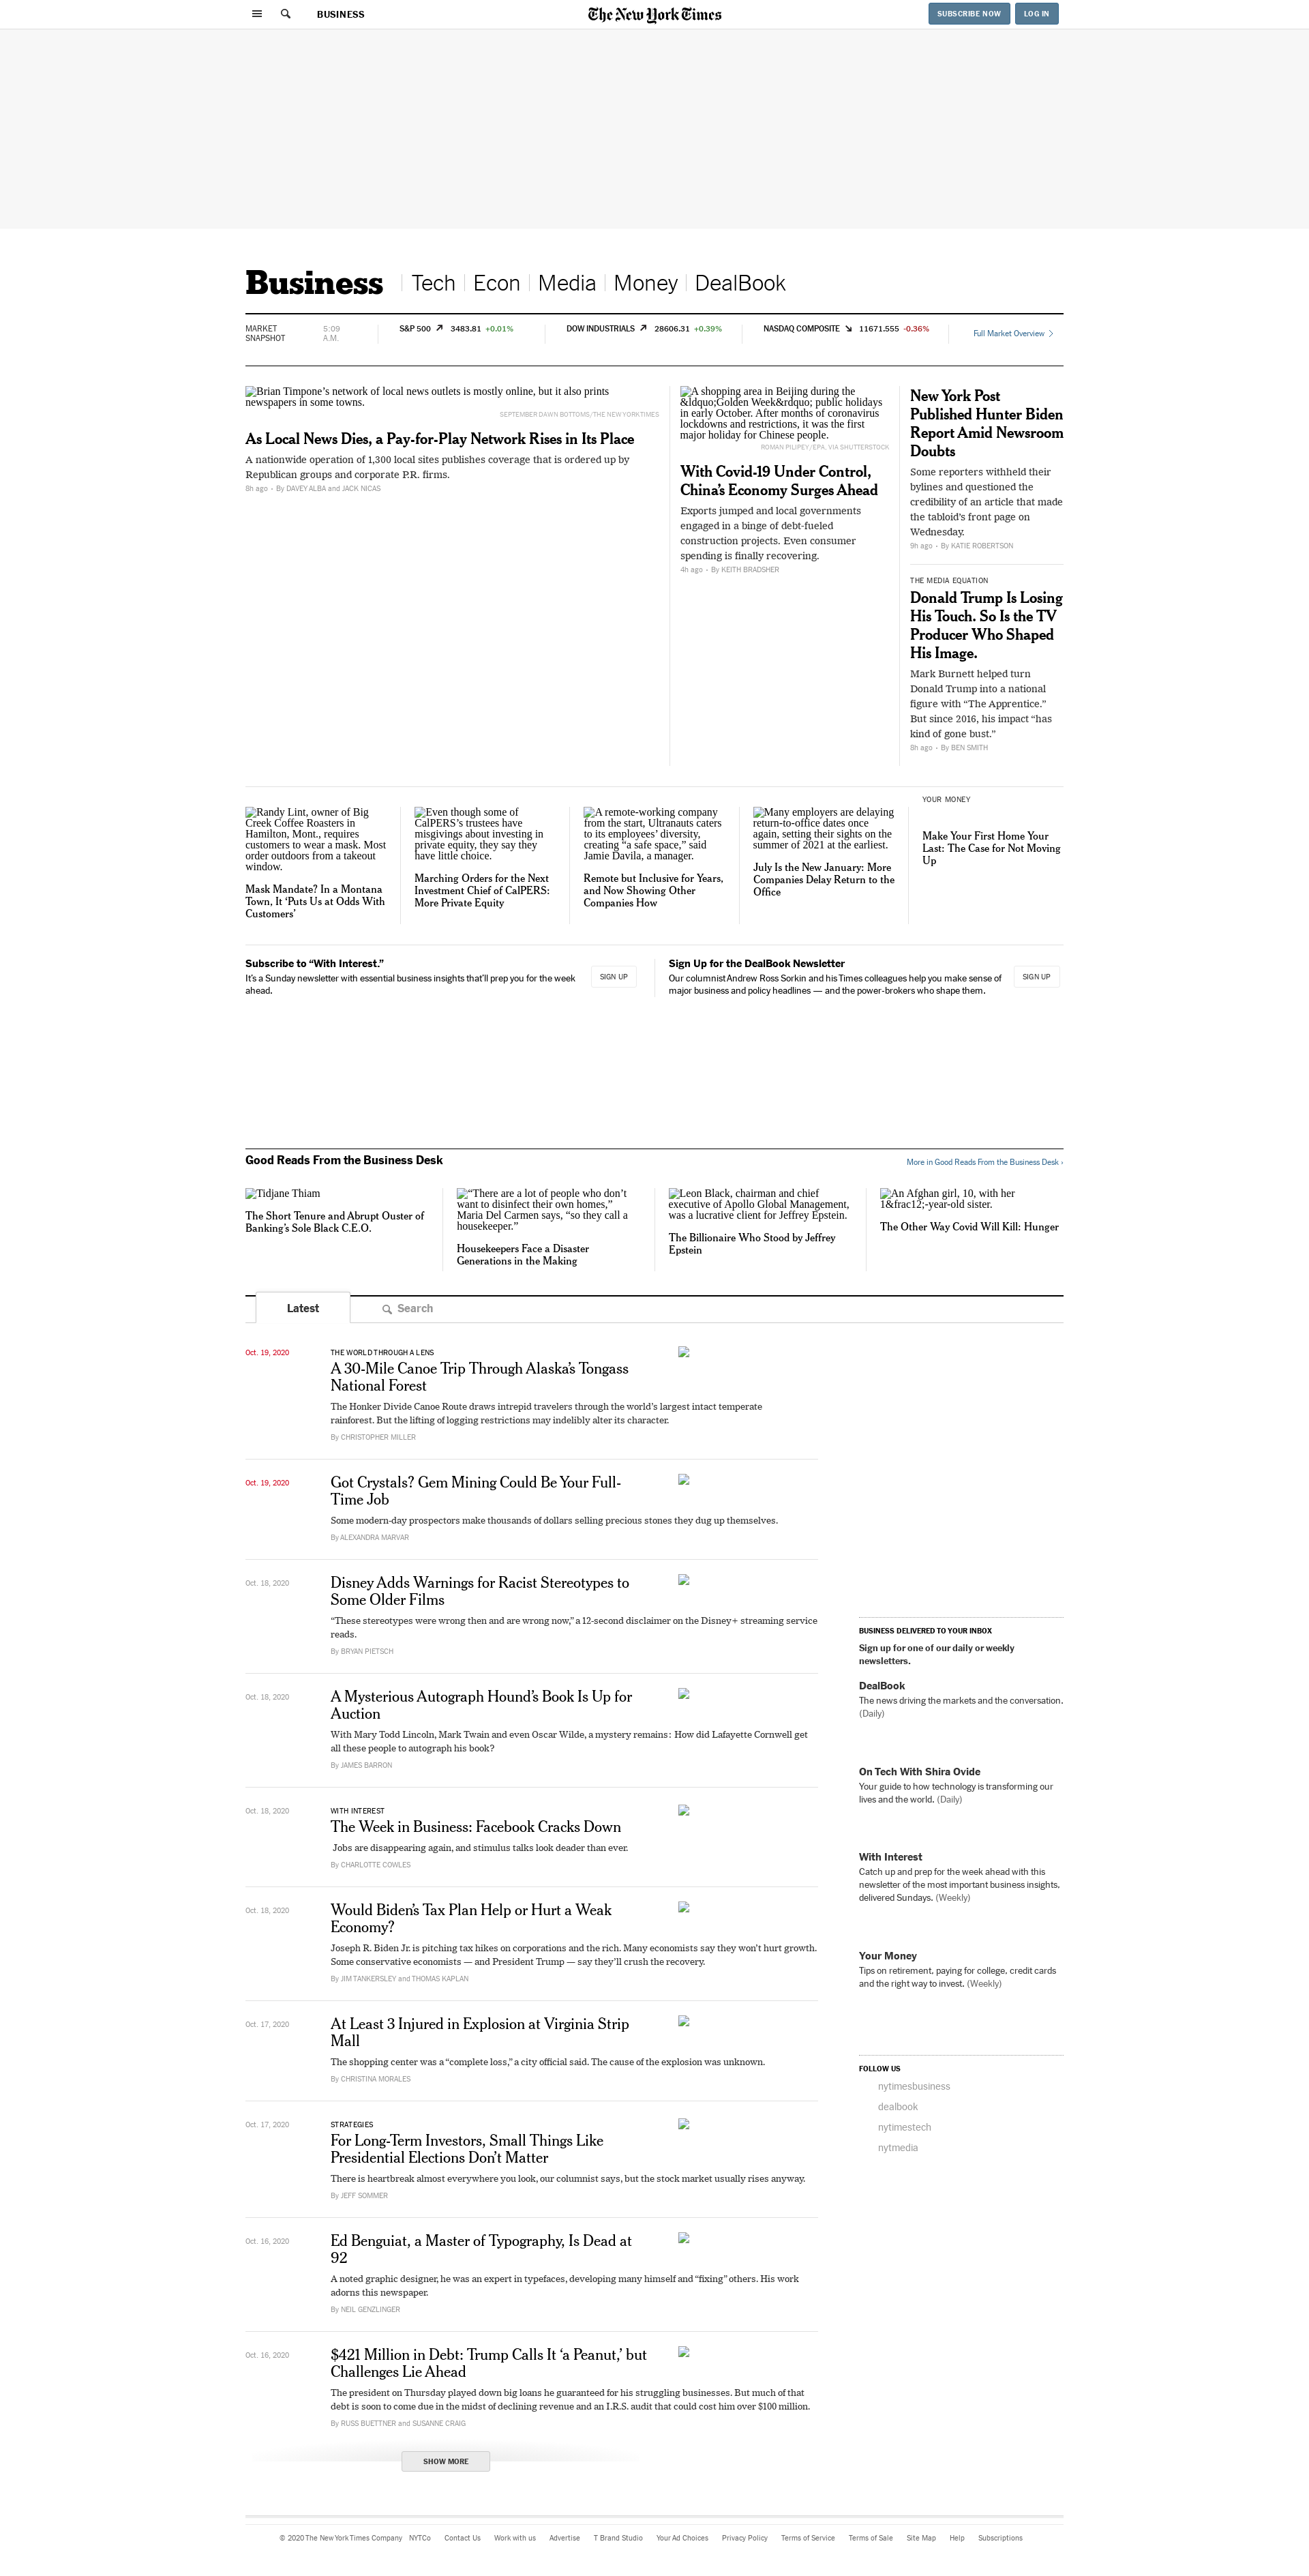 BUSINESS
The New York Times
SUBSCRIBE NOW
LOG IN
Business
Tech
Econ
Media
Money
DealBook
MARKET
SNAPSHOT
5:09
A.M.
S&P 500 3483.81 +0.01%
DOW INDUSTRIALS 28606.31 +0.39%
NASDAQ COMPOSITE 11671.555 -0.36%
Full Market Overview
Brian Timpone’s network of local news outlets is mostly online, but it also prints
newspapers in some towns.
SEPTEMBER DAWN BOTTOMS/THE NEW YORK TIMES
As Local News Dies, a Pay-for-Play Network Rises in Its Place
A nationwide operation of 1,300 local sites publishes coverage that is ordered up by
Republican groups and corporate P.R. firms.
8h ago • By DAVEY ALBA and JACK NICAS
A shopping area in Beijing during the
&ldquo;Golden Week&rdquo; public holidays
in early October. After months of coronavirus
lockdowns and restrictions, it was the first
major holiday for Chinese people.
ROMAN PILIPEY/EPA, VIA SHUTTERSTOCK
With Covid-19 Under Control,
China’s Economy Surges Ahead
Exports jumped and local governments
engaged in a binge of debt-fueled
construction projects. Even consumer
spending is finally recovering.
4h ago • By KEITH BRADSHER
New York Post
Published Hunter Biden
Report Amid Newsroom
Doubts
Some reporters withheld their
bylines and questioned the
credibility of an article that made
the tabloid’s front page on
Wednesday.
9h ago • By KATIE ROBERTSON
THE MEDIA EQUATION
Donald Trump Is Losing
His Touch. So Is the TV
Producer Who Shaped
His Image.
Mark Burnett helped turn
Donald Trump into a national
figure with “The Apprentice.”
But since 2016, his impact “has
kind of gone bust.”
8h ago • By BEN SMITH
Randy Lint, owner of Big
Creek Coffee Roasters in
Hamilton, Mont., requires
customers to wear a mask. Most
order outdoors from a takeout
window.
Mask Mandate? In a Montana
Town, It ‘Puts Us at Odds With
Customers’
Even though some of
CalPERS’s trustees have
misgivings about investing in
private equity, they say they
have little choice.
Marching Orders for the Next
Investment Chief of CalPERS:
More Private Equity
A remote-working company
from the start, Ultranauts caters
to its employees’ diversity,
creating “a safe space,” said
Jamie Davila, a manager.
Remote but Inclusive for Years,
and Now Showing Other
Companies How
Many employers are delaying
return-to-office dates once
again, setting their sights on the
summer of 2021 at the earliest.
July Is the New January: More
Companies Delay Return to the
Office
YOUR MONEY
Make Your First Home Your
Last: The Case for Not Moving
Up
Subscribe to “With Interest.”
It’s a Sunday newsletter with essential business insights that’ll prep you for the week
ahead.
SIGN UP
Sign Up for the DealBook Newsletter
Our columnist Andrew Ross Sorkin and his Times colleagues help you make sense of
major business and policy headlines — and the power-brokers who shape them.
SIGN UP
Good Reads From the Business Desk
More in Good Reads From the Business Desk ›
Tidjane Thiam
The Short Tenure and Abrupt Ouster of
Banking’s Sole Black C.E.O.
“There are a lot of people who don’t
want to disinfect their own homes,”
Maria Del Carmen says, “so they call a
housekeeper.”
Housekeepers Face a Disaster
Generations in the Making
Leon Black, chairman and chief
executive of Apollo Global Management,
was a lucrative client for Jeffrey Epstein.
The Billionaire Who Stood by Jeffrey
Epstein
An Afghan girl, 10, with her
1&frac12;-year-old sister.
The Other Way Covid Will Kill: Hunger
Latest
Search
Oct. 19, 2020
THE WORLD THROUGH A LENS
A 30-Mile Canoe Trip Through Alaska’s Tongass
National Forest
The Honker Divide Canoe Route draws intrepid travelers through the world’s largest intact temperate
rainforest. But the lifting of logging restrictions may indelibly alter its character.
By CHRISTOPHER MILLER
Oct. 19, 2020
Got Crystals? Gem Mining Could Be Your Full-
Time Job
Some modern-day prospectors make thousands of dollars selling precious stones they dug up themselves.
By ALEXANDRA MARVAR
Oct. 18, 2020
Disney Adds Warnings for Racist Stereotypes to
Some Older Films
“These stereotypes were wrong then and are wrong now,” a 12-second disclaimer on the Disney+ streaming service
reads.
By BRYAN PIETSCH
Oct. 18, 2020
A Mysterious Autograph Hound’s Book Is Up for
Auction
With Mary Todd Lincoln, Mark Twain and even Oscar Wilde, a mystery remains: How did Lafayette Cornwell get
all these people to autograph his book?
By JAMES BARRON
Oct. 18, 2020
WITH INTEREST
The Week in Business: Facebook Cracks Down
Jobs are disappearing again, and stimulus talks look deader than ever.
By CHARLOTTE COWLES
Oct. 18, 2020
Would Biden’s Tax Plan Help or Hurt a Weak
Economy?
Joseph R. Biden Jr. is pitching tax hikes on corporations and the rich. Many economists say they won’t hurt growth.
Some conservative economists — and President Trump — say they’ll crush the recovery.
By JIM TANKERSLEY and THOMAS KAPLAN
Oct. 17, 2020
At Least 3 Injured in Explosion at Virginia Strip
Mall
The shopping center was a “complete loss,” a city official said. The cause of the explosion was unknown.
By CHRISTINA MORALES
Oct. 17, 2020
STRATEGIES
For Long-Term Investors, Small Things Like
Presidential Elections Don’t Matter
There is heartbreak almost everywhere you look, our columnist says, but the stock market usually rises anyway.
By JEFF SOMMER
Oct. 16, 2020
Ed Benguiat, a Master of Typography, Is Dead at
92
A noted graphic designer, he was an expert in typefaces, developing many himself and “fixing” others. His work
adorns this newspaper.
By NEIL GENZLINGER
Oct. 16, 2020
$421 Million in Debt: Trump Calls It ‘a Peanut,’ but
Challenges Lie Ahead
The president on Thursday played down big loans he guaranteed for his struggling businesses. But much of that
debt is soon to come due in the midst of declining revenue and an I.R.S. audit that could cost him over $100 million.
By RUSS BUETTNER and SUSANNE CRAIG
SHOW MORE
BUSINESS DELIVERED TO YOUR INBOX
Sign up for one of our daily or weekly
newsletters.
DealBook
The news driving the markets and the conversation.
(Daily)
On Tech With Shira Ovide
Your guide to how technology is transforming our
lives and the world. (Daily)
With Interest
Catch up and prep for the week ahead with this
newsletter of the most important business insights,
delivered Sundays. (Weekly)
Your Money
Tips on retirement, paying for college, credit cards
and the right way to invest. (Weekly)
FOLLOW US
nytimesbusiness
dealbook
nytimestech
nytmedia
© 2020 The New York Times Company
NYTCo
Contact Us
Work with us
Advertise
T Brand Studio
Your Ad Choices
Privacy Policy
Terms of Service
Terms of Sale
Site Map
Help
Subscriptions